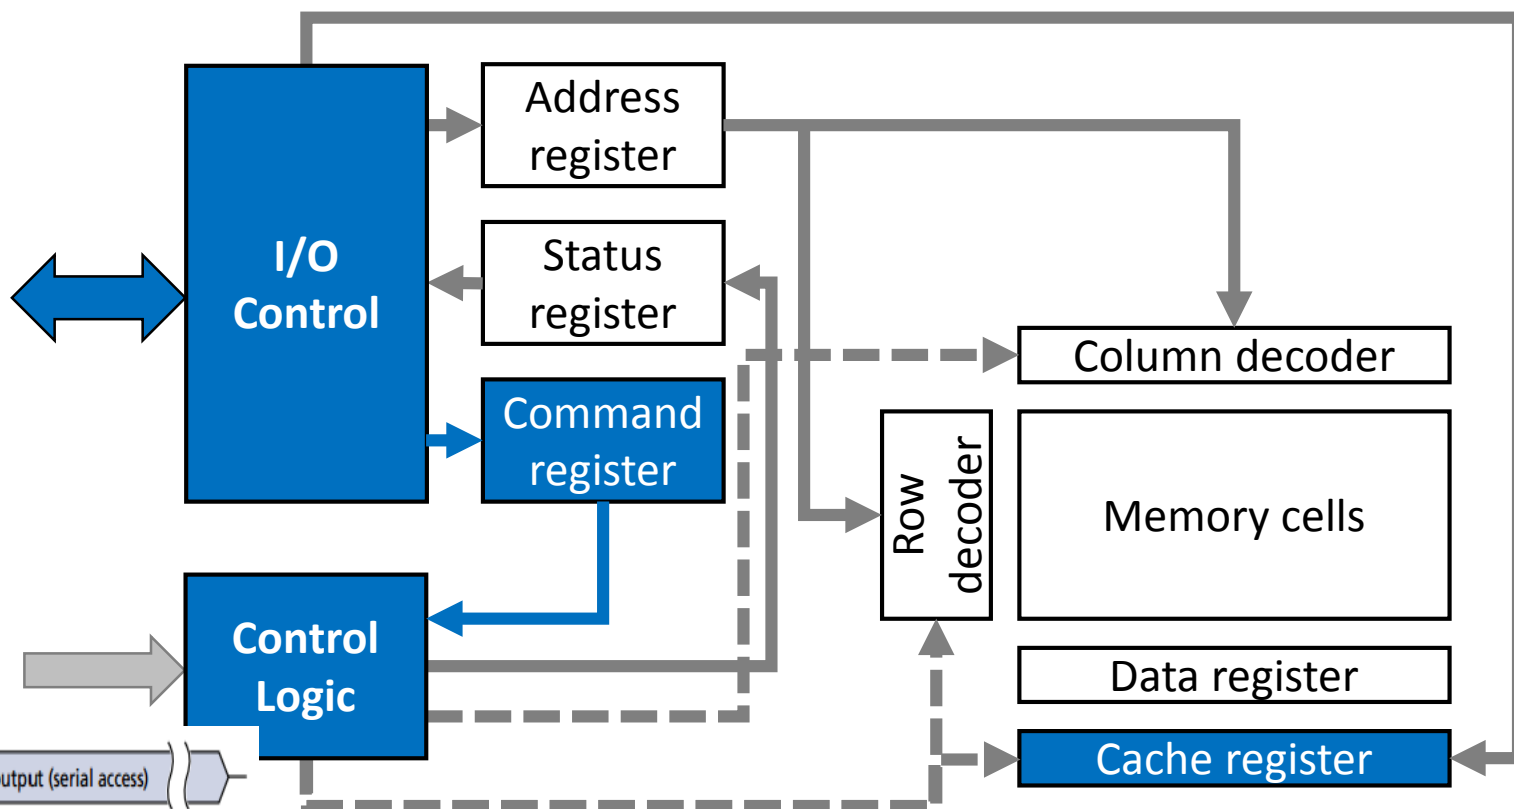 Address
register
I/O
Control
Status
register
Column decoder
Command
register
Row
decoder
Memory cells
Control
Logic
Data register
Cache register
(serial access)